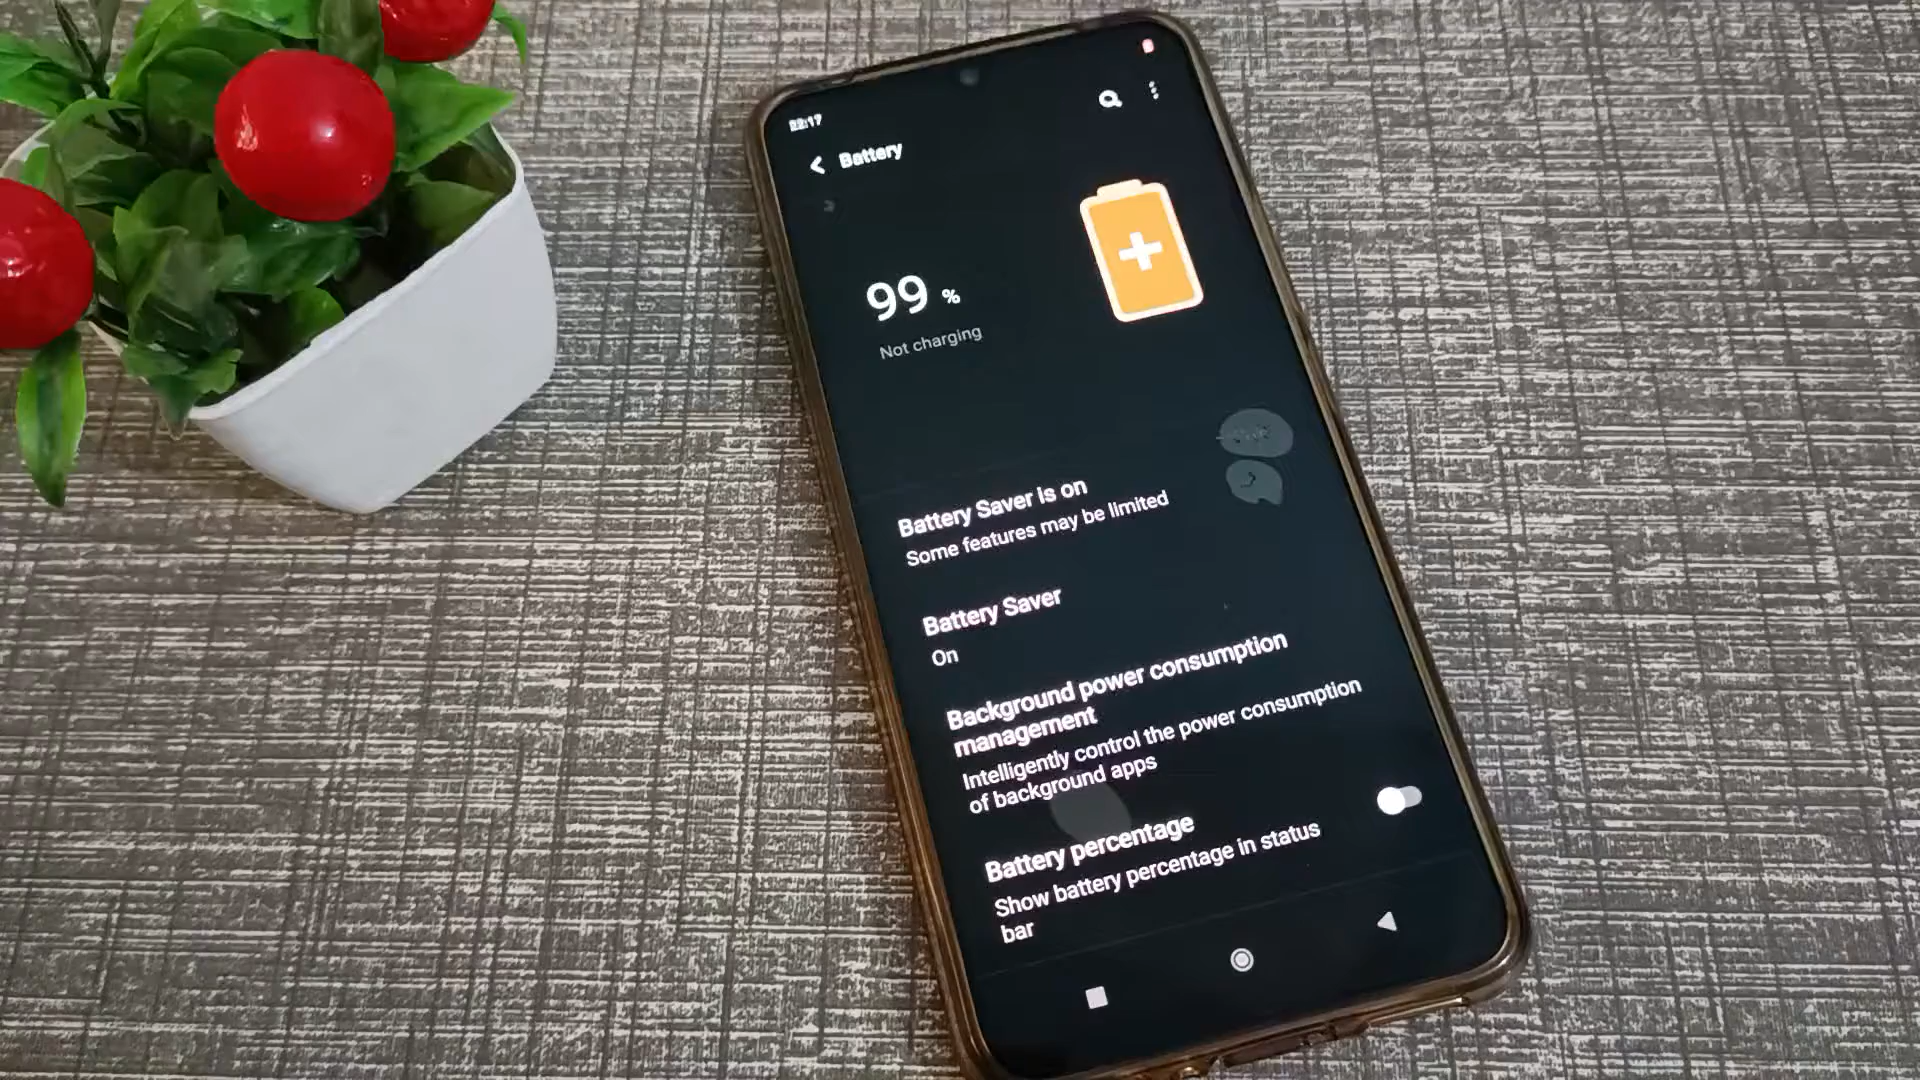 22:17
Battery
99 %
Not charging
Battery Saver is on
Some features may be limited
Battery Saver
On
Background power consumption
management
Intelligently control the power consumption
of background apps
Battery percentage
Show battery percentage in status
bar